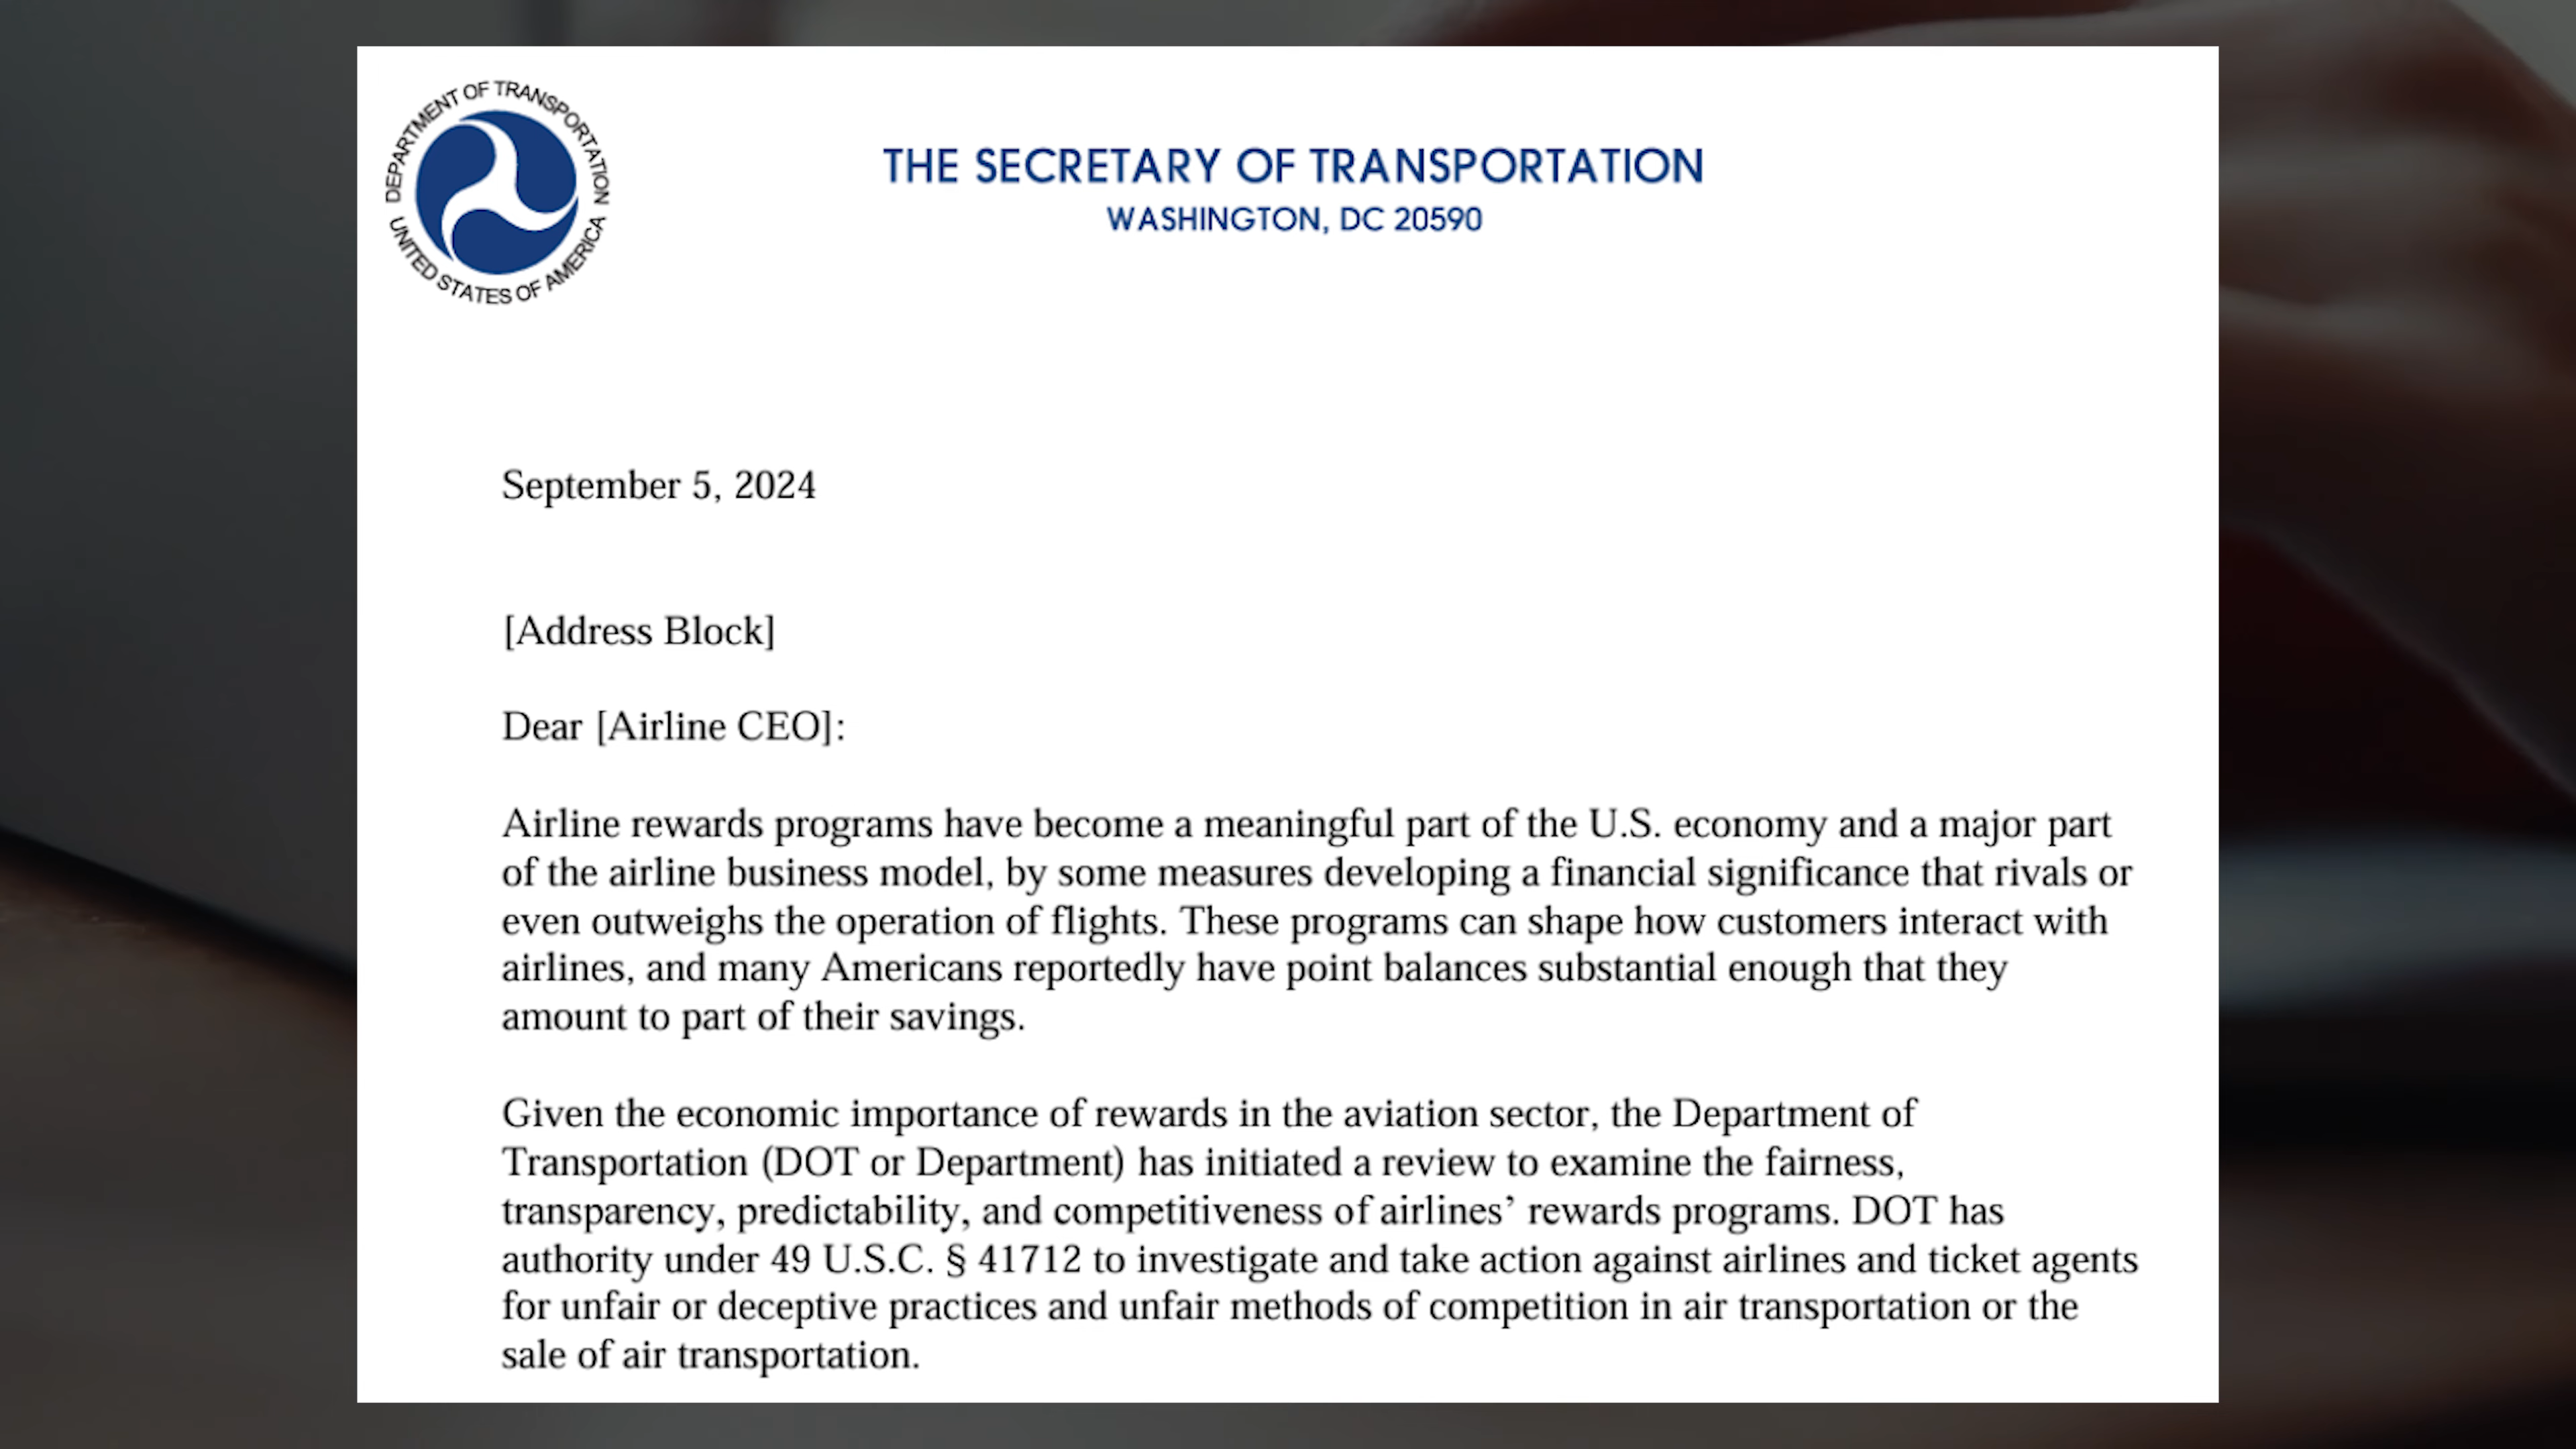 DEPARTMENT OF TRANSPORTATION
UNITED STATES OF AMERICA
THE SECRETARY OF TRANSPORTATION
WASHINGTON, DC 20590
September 5, 2024
[Address Block]
Dear [Airline CEO]:
Airline rewards programs have become a meaningful part of the U.S. economy and a major part
of the airline business model, by some measures developing a financial significance that rivals or
even outweighs the operation of flights. These programs can shape how customers interact with
airlines, and many Americans reportedly have point balances substantial enough that they
amount to part of their savings.
Given the economic importance of rewards in the aviation sector, the Department of
Transportation (DOT or Department) has initiated a review to examine the fairness,
transparency, predictability, and competitiveness of airlines’ rewards programs. DOT has
authority under 49 U.S.C. § 41712 to investigate and take action against airlines and ticket agents
for unfair or deceptive practices and unfair methods of competition in air transportation or the
sale of air transportation.